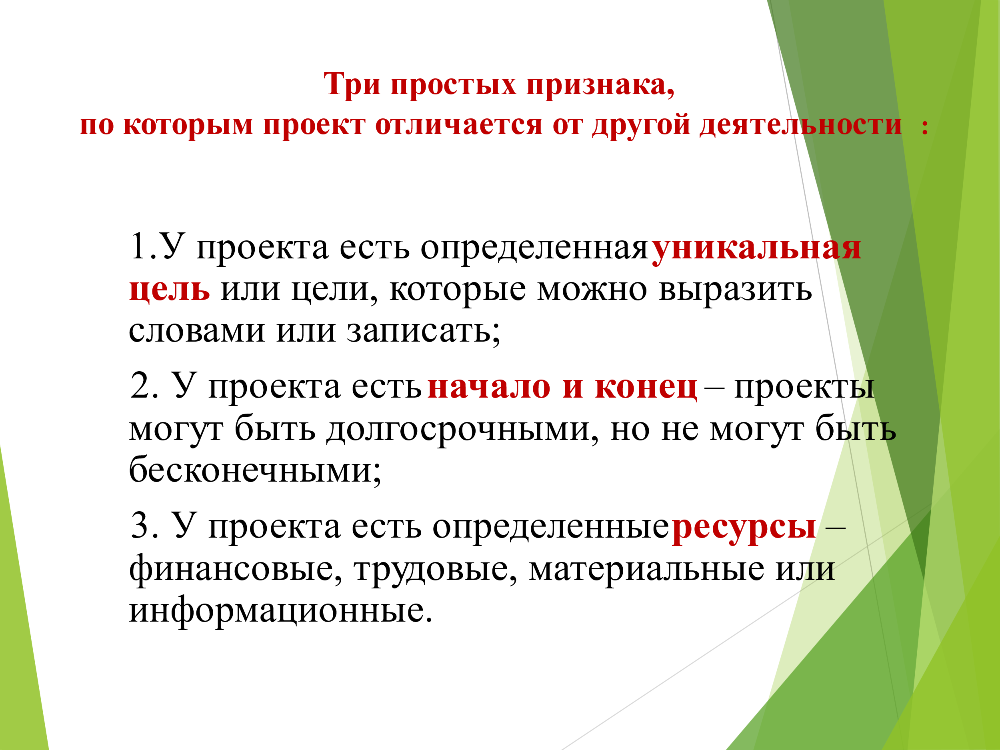 Три простых признака,
по которым проект отличается от другой деятельности :
1.У проекта есть определенная уникальная
цель или цели, которые можно выразить
словами или записать;
2. У проекта есть начало и конец – проекты
могут быть долгосрочными, но не могут быть
бесконечными;
3. У проекта есть определенные ресурсы –
финансовые, трудовые, материальные или
информационные.